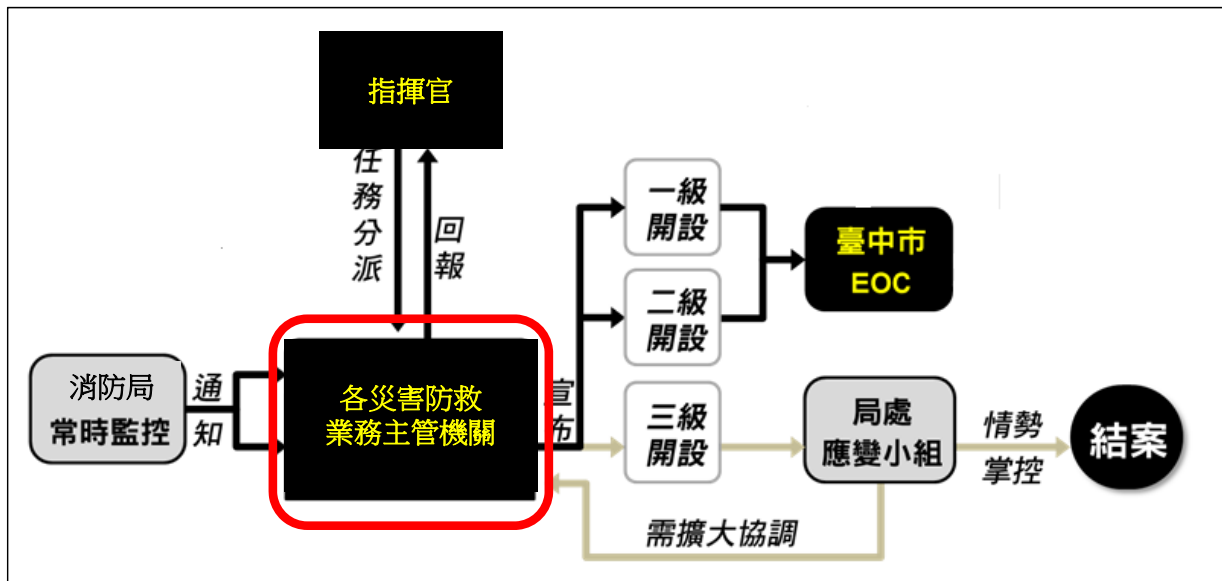 指揮官
任務分派
回報
一級
開設
臺中市
EOC
二級
開設
消防局
常時監控
通知
各災害防救
業務主管機關
宣布
三級
開設
局處
應變小組
情勢
掌控
結案
需擴大協調